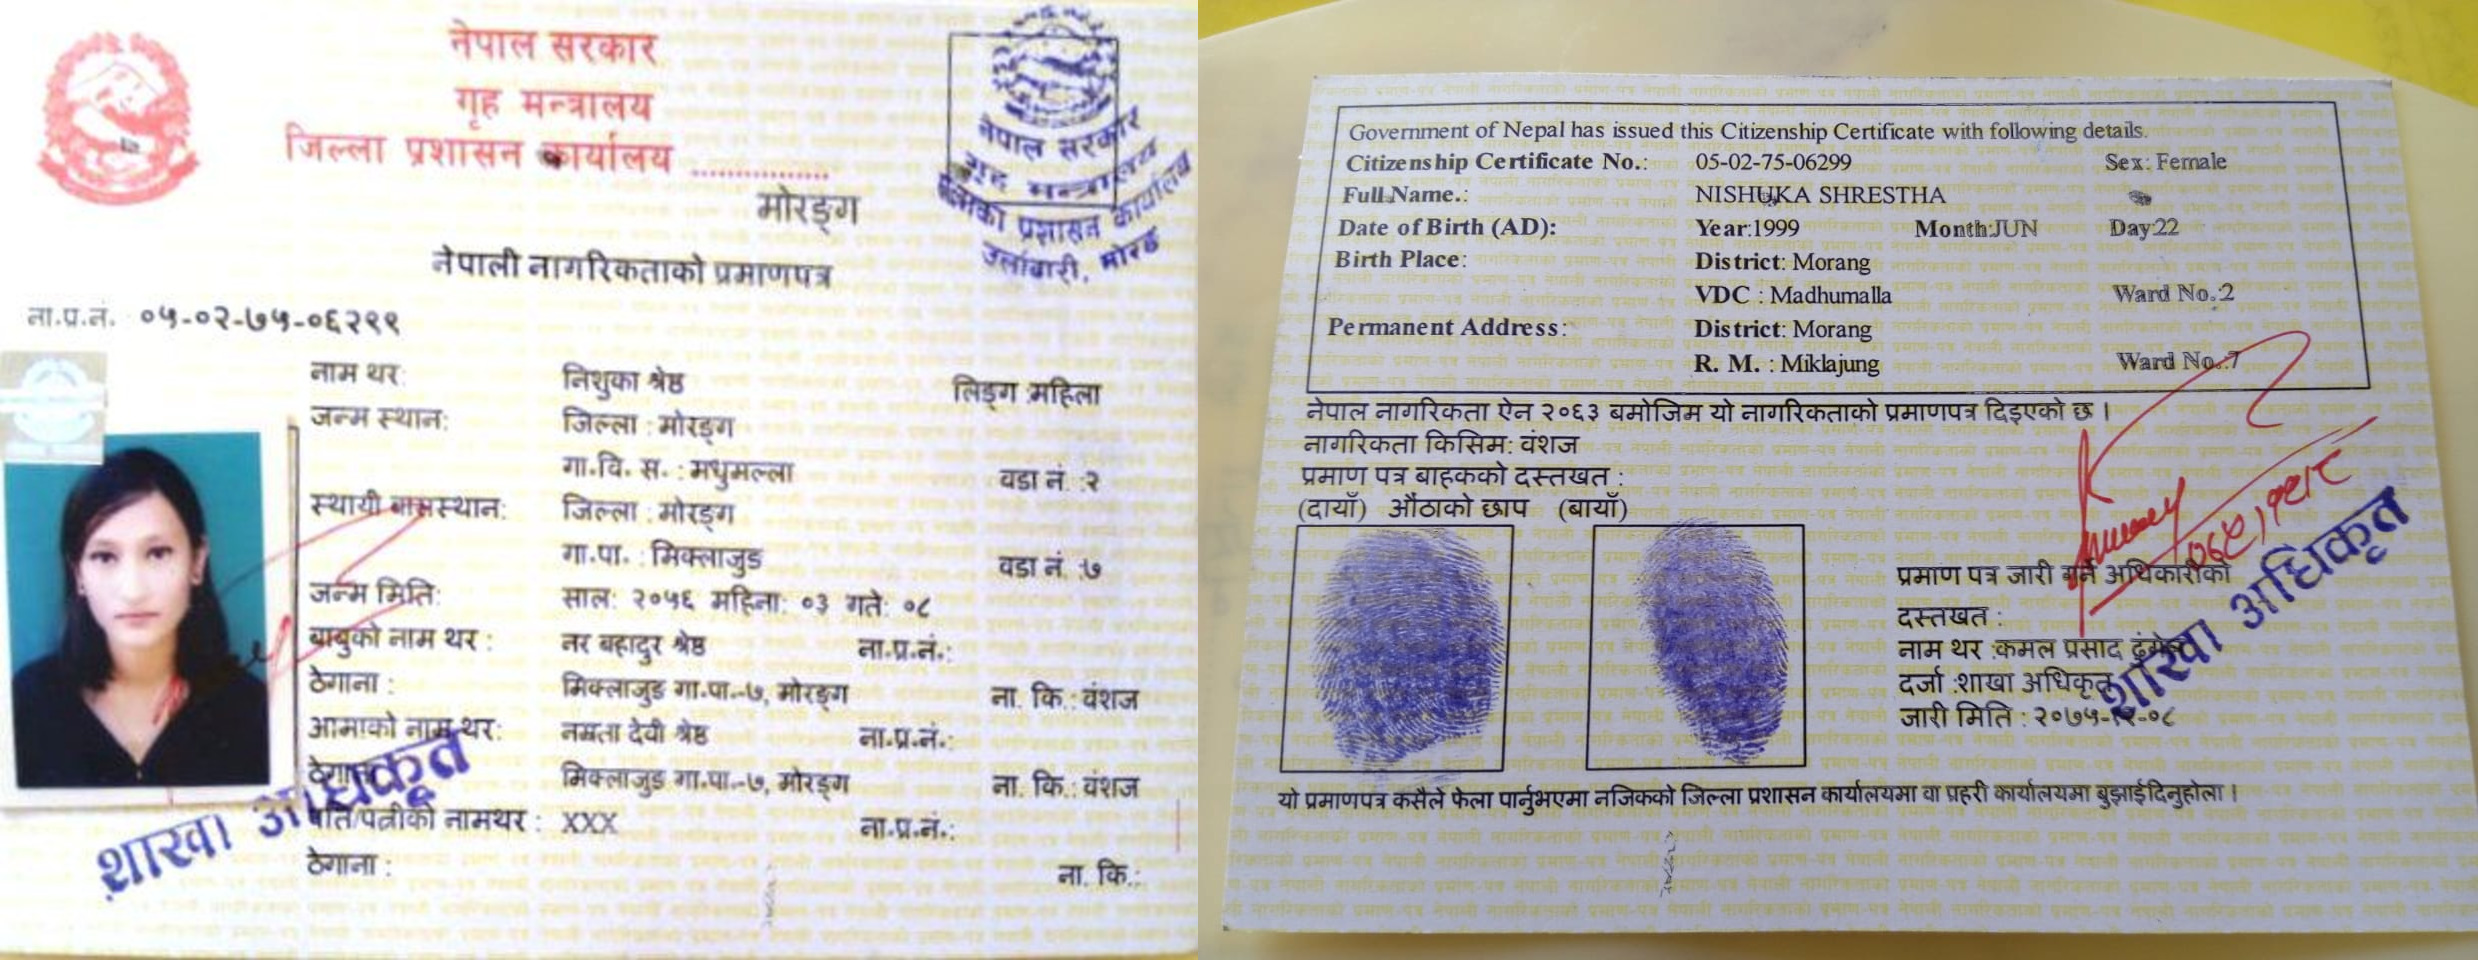 नेपाल सरकार
गृह मन्त्रालय
जिल्ला प्रशासन कार्यालय ...............
मोरङ्ग
नेपाल सरकार
गृह मन्त्रालय
इलाका प्रशासन कार्यालय
उर्लाबारी, मोरङ
नेपाली नागरिकताको प्रमाणपत्र
ना.प्र.नं. ०५-०२-७५-०६२९९
नाम थर: निशुका श्रेष्ठ लिङ्ग महिला
जन्म स्थान: जिल्ला : मोरङ्ग
गा.वि. स. : मधुमल्ला वडा नं. :२
स्थायी बासस्थान: जिल्ला : मोरङ्ग
गा.पा. : मिक्लाजुङ वडा नं. :७
जन्म मिति: साल: २०५६ महिना: ०३ गते: ०८
बाबुको नाम थर : नर बहादुर श्रेष्ठ ना.प्र.नं.:
ठेगाना : मिक्लाजुङ गा.पा.-७, मोरङ्ग ना. कि.: वंशज
आमाको नाम थर: नम्रता देवी श्रेष्ठ ना.प्र.नं.:
ठेगाना मिक्लाजुङ गा.पा.-७, मोरङ्ग ना. कि.: वंशज
पति/पत्नीको नामथर : XXX ना.प्र.नं.:
ठेगाना : ना. कि.:
शाखा अधिकृत
Government of Nepal has issued this Citizenship Certificate with following details.
Citizenship Certificate No.: 05-02-75-06299 Sex: Female
Full Name.: NISHUKA SHRESTHA
Date of Birth (AD): Year:1999 Month:JUN Day:22
Birth Place: District: Morang
VDC : Madhumalla Ward No.:2
Permanent Address: District: Morang
R. M. : Miklajung Ward No.:7
नेपाल नागरिकता ऐन २०६३ बमोजिम यो नागरिकताको प्रमाणपत्र दिइएको छ ।
नागरिकता किसिम: वंशज
प्रमाण पत्र बाहकको दस्तखत :
(दायाँ) औंठाको छाप (बायाँ)
प्रमाण पत्र जारी गर्ने अधिकारीको
दस्तखत :
नाम थर :कमल प्रसाद
दर्जा :शाखा अधिकृत
जारी मिति : २०७५-१२-०८
शाखा अधिकृत
यो प्रमाणपत्र कसैले फेला पार्नुभएमा नजिकको जिल्ला प्रशासन कार्यालयमा वा प्रहरी कार्यालयमा बुझाईदिनुहोला ।